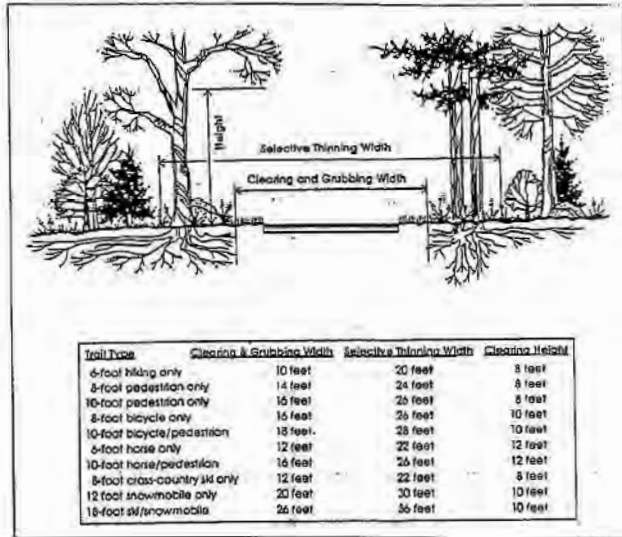 Height
Selective Thinning Width
Clearing and Grubbing Width
Trail Type Clearing & Grubbing Width Selective Thinning Width Clearing Height
6-foot hiking only 10 feet 20 feet 8 feet
8-foot pedestrian only 14 feet 24 feet 8 feet
10-foot pedestrian only 16 feet 26 feet 8 feet
8-foot bicycle only 16 feet 26 feet 10 feet
10-foot bicycle/pedestrian 18 feet 28 feet 10 feet
6-foot horse only 12 feet 22 feet 12 feet
10-foot horse/pedestrian 16 feet 26 feet 12 feet
8-foot cross-country ski only 12 feet 22 feet 8 feet
12 foot snowmobile only 20 feet 30 feet 10 feet
18-foot ski/snowmobile 26 feet 36 feet 10 feet